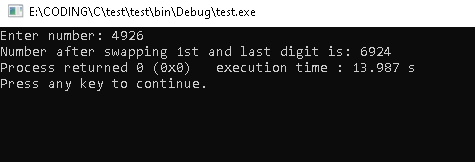 E:\CODING\C\test\test\bin\Debug\test.exe
Enter number: 4926
Number after swapping 1st and last digit is: 6924
Process returned 0 (0x0)   execution time : 13.987 s
Press any key to continue.